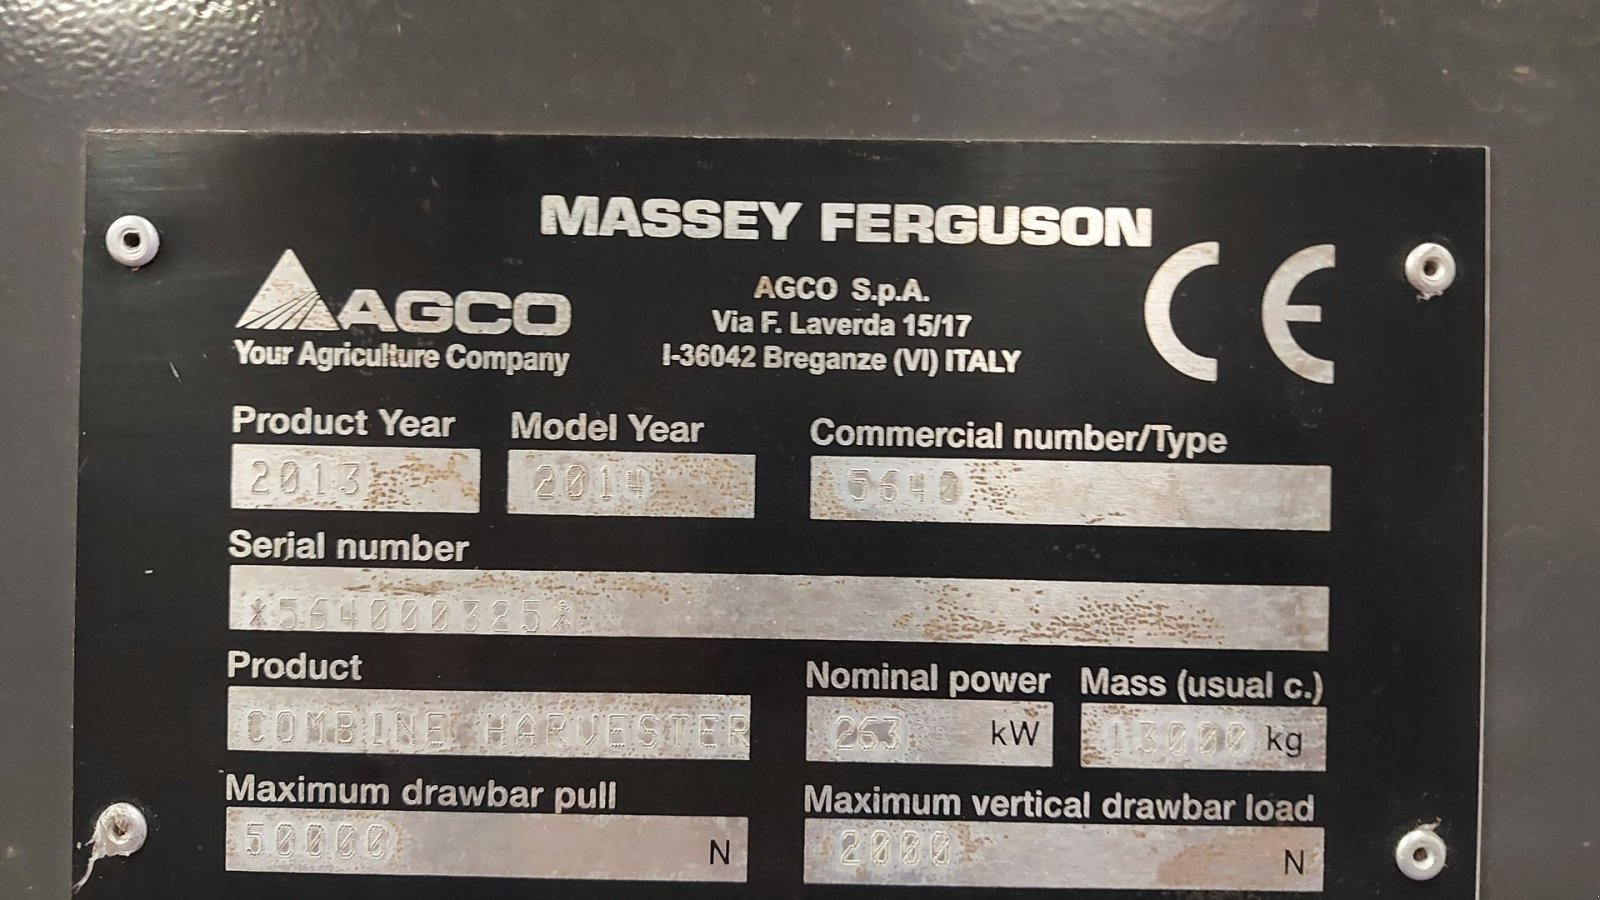 MASSEY FERGUSON
AGCO
Your Agriculture Company
AGCO S.p.A.
Via F. Laverda 15/17
I-36042 Breganze (VI) ITALY
CE
Product Year Model Year Commercial number/Type
2013 2014 5640
Serial number
*564000325*
Product Nominal power Mass (usual c.)
COMBINE HARVESTER 263 kW 13000 kg
Maximum drawbar pull Maximum vertical drawbar load
50000 N 2000 N